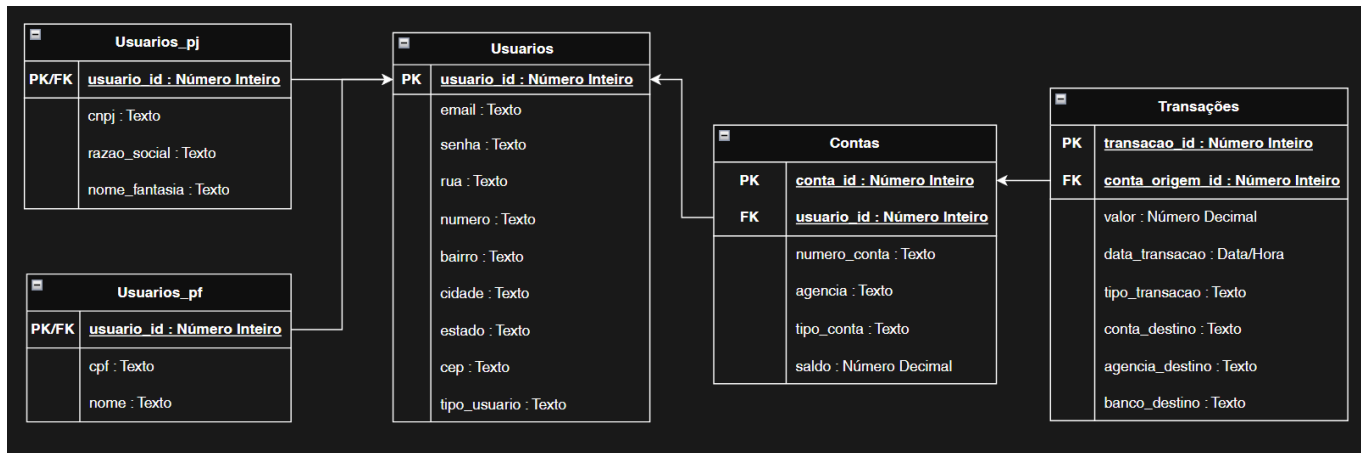 Usuarios_pj
PK/FK usuario_id : Número Inteiro
cnpj : Texto
razao_social : Texto
nome_fantasia : Texto
Usuarios_pf
PK/FK usuario_id : Número Inteiro
cpf : Texto
nome : Texto
Usuarios
PK usuario_id : Número Inteiro
email : Texto
senha : Texto
rua : Texto
numero : Texto
bairro : Texto
cidade : Texto
estado : Texto
cep : Texto
tipo_usuario : Texto
Contas
PK conta_id : Número Inteiro
FK usuario_id : Número Inteiro
numero_conta : Texto
agencia : Texto
tipo_conta : Texto
saldo : Número Decimal
Transações
PK transacao_id : Número Inteiro
FK conta_origem_id : Número Inteiro
valor : Número Decimal
data_transacao : Data/Hora
tipo_transacao : Texto
conta_destino : Texto
agencia_destino : Texto
banco_destino : Texto